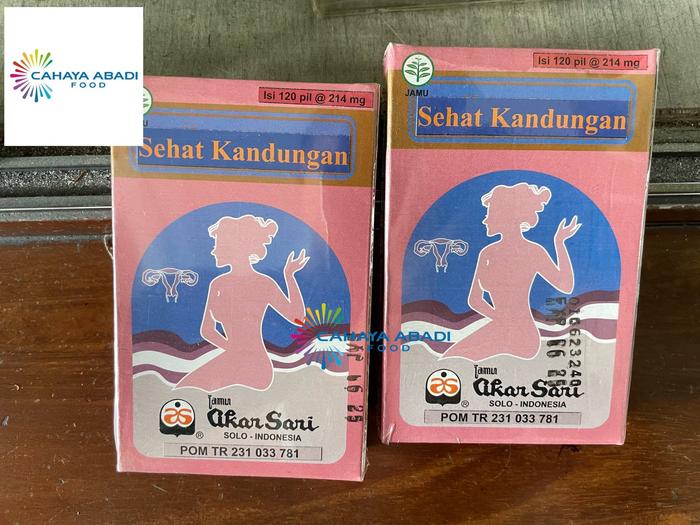 CAHAYA ABADI
FOOD
Isi 120 pil @ 214 mg
Sehat Kandungan
Jamu
Akar Sari
SOLO - INDONESIA
POM TR 231 033 781
JAMU
Isi 120 pil @ 214 mg
Sehat Kandungan
Jamu
Akar Sari
SOLO - INDONESIA
POM TR 231 033 781
CAHAYA ABADI
FOOD